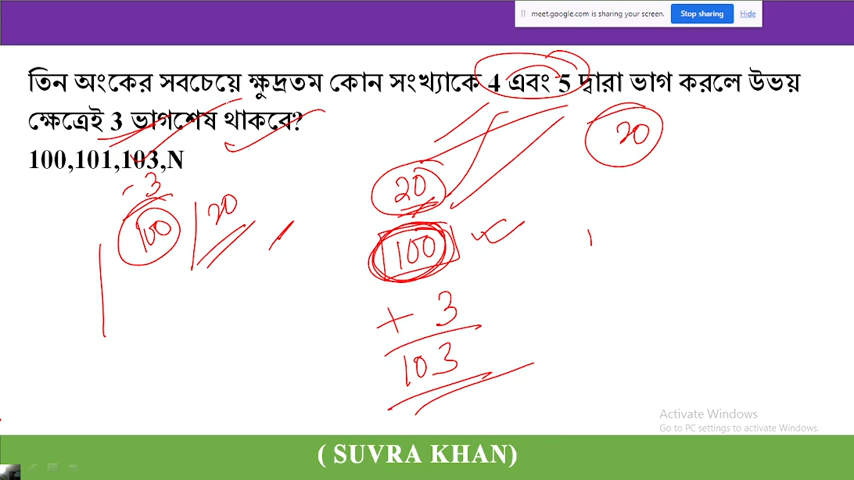 meet.google.com is sharing your screen. Stop sharing Hide
তিন অংকের সবচেয়ে ক্ষুদ্রতম কোন সংখ্যাকে 4 এবং 5 দ্বারা ভাগ করলে উভয়
ক্ষেত্রেই 3 ভাগশেষ থাকবে?
100,101,103,N
20
- 3
100 20
20
100
+ 3
103
Activate Windows
Go to PC settings to activate Windows.
( SUVRA KHAN)